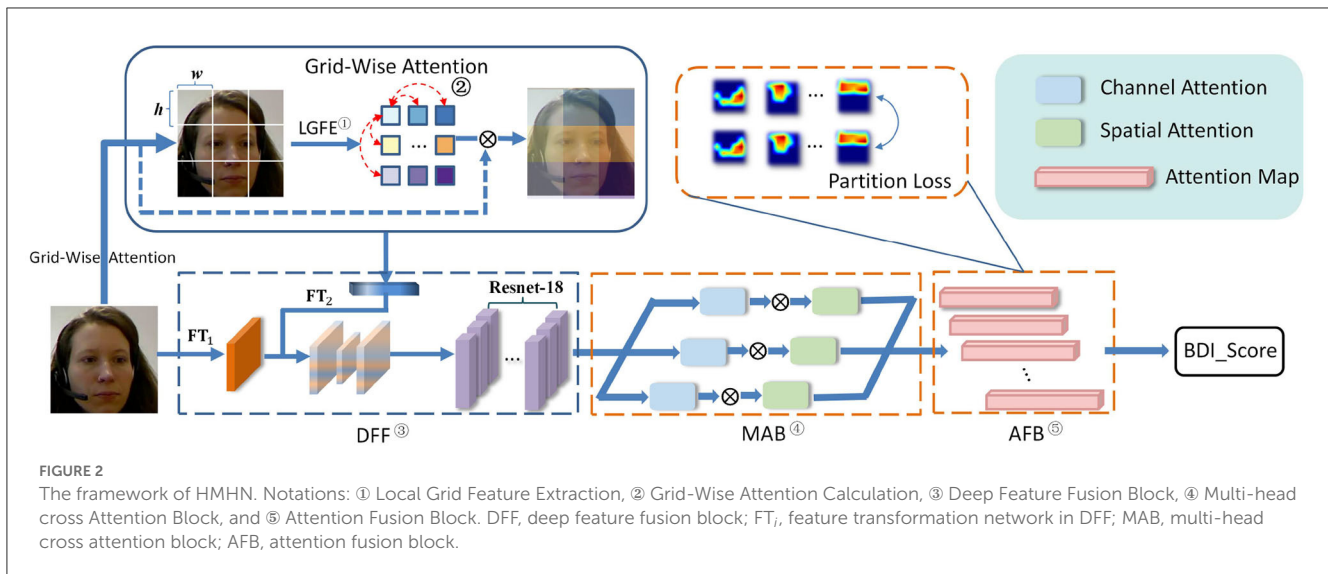 Grid-Wise Attention
②
w
h
LGFE①
...
⊗
...
...
Partition Loss
Channel Attention
Spatial Attention
Attention Map
Grid-Wise Attention
FT₁
FT₂
Resnet-18
...
⊗
⊗
⊗
BDI_Score
DFF③
MAB④
AFB⑤
FIGURE 2
The framework of HMHN. Notations: ① Local Grid Feature Extraction, ② Grid-Wise Attention Calculation, ③ Deep Feature Fusion Block, ④ Multi-head
cross Attention Block, and ⑤ Attention Fusion Block. DFF, deep feature fusion block; FTᵢ, feature transformation network in DFF; MAB, multi-head
cross attention block; AFB, attention fusion block.